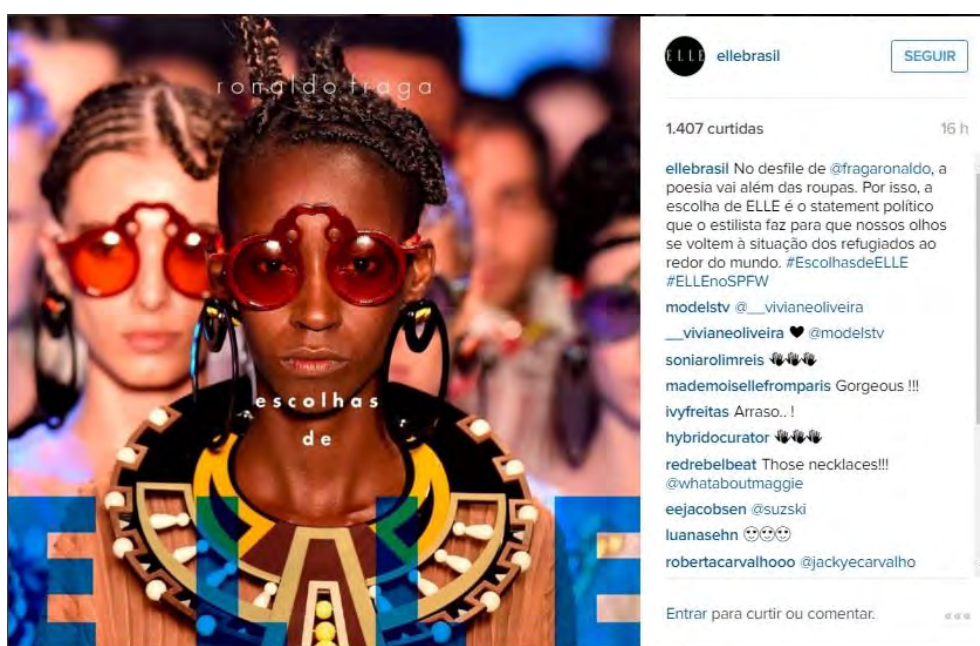 ronaldo fraga
escolhas
de
ELLE
ELLE ellebrasil SEGUIR
1.407 curtidas 16 h
ellebrasil No desfile de @fragaronaldo, a
poesia vai além das roupas. Por isso, a
escolha de ELLE é o statement político
que o estilista faz para que nossos olhos
se voltem à situação dos refugiados ao
redor do mundo. #EscolhasdeELLE
#ELLEnoSPFW
modelstv @__vivianeoliveira
__vivianeoliveira 🖤 @modelstv
soniarolimreis 👋👋👋
mademoisellefromparis Gorgeous !!!
ivyfreitas Arraso.. !
hybridocurator 👋👋👋
redrebelbeat Those necklaces!!!
@whataboutmaggie
eejacobsen @suzski
luanasehn 🙂🙂🙂
robertacarvalhooo @jackyecarvalho
Entrar para curtir ou comentar.